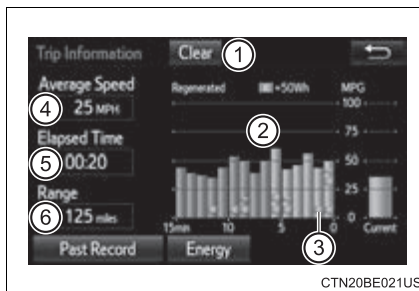 Trip Information Clear 1
Average Speed Regenerated =50Wh MPG
4 25 MPH 100
2 75
Elapsed Time
5 00:20 50
Range 25
6 125 miles 0
15min 10 5 0 Current
3
Past Record Energy
CTN20BE021US